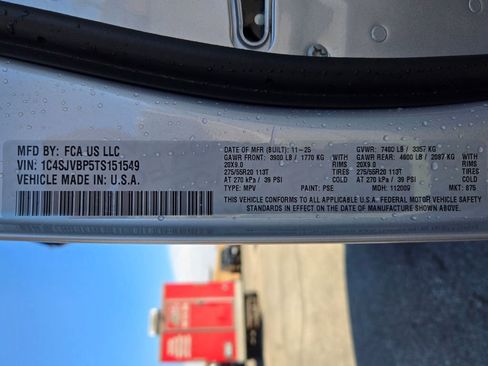 MFD BY: FCA US LLC
VIN: 1C4SJVBP5TS151549
VEHICLE MADE IN: U.S.A.
DATE OF MFR (BUILT): 11-25
GAWR FRONT: 3900 LB / 1770 KG
20X9.0
275/55R20 113T
AT 270 kPa / 39 PSI
TYPE: MPV
PAINT: PSE
GVWR: 7400 LB / 3357 KG
GAWR REAR: 4600 LB / 2087 KG
20X9.0
275/55R20 113T
AT 270 kPa / 39 PSI
RIMS
TIRES
COLD
RIMS
TIRES
COLD
MDH: 112009
MKT: 875
THIS VEHICLE CONFORMS TO ALL APPLICABLE U.S.A. FEDERAL MOTOR VEHICLE
SAFETY STANDARDS IN EFFECT ON THE DATE OF MANUFACTURE SHOWN ABOVE.